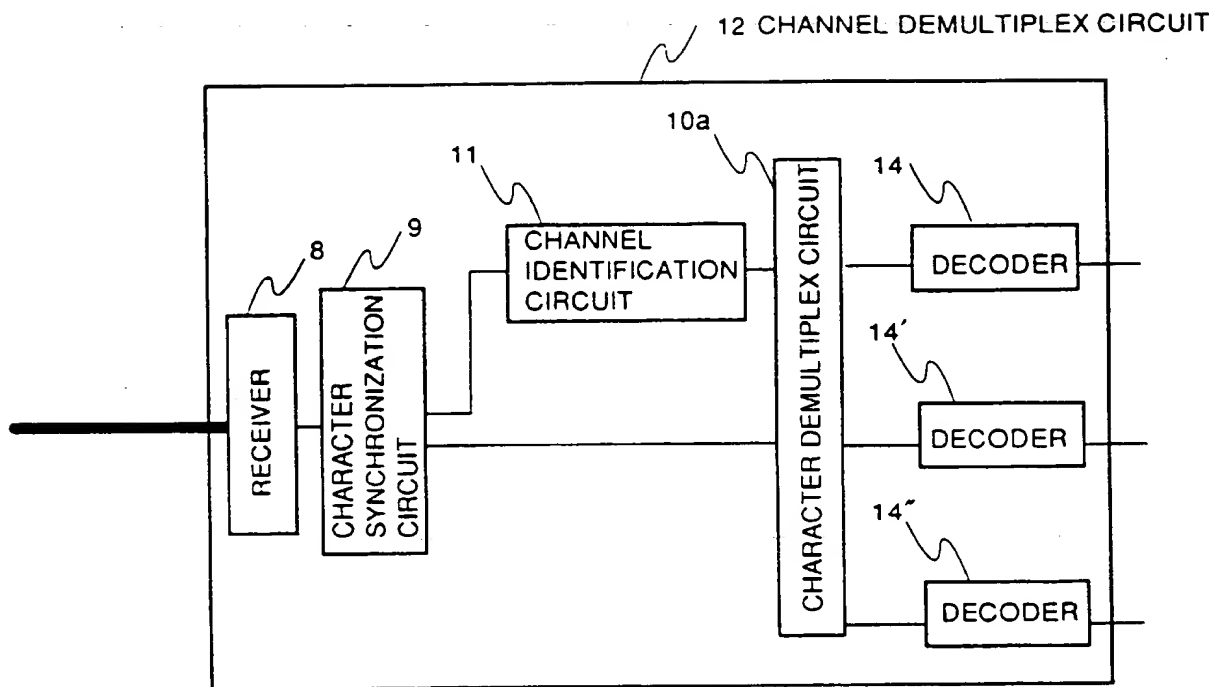 12 CHANNEL DEMULTIPLEX CIRCUIT
10a
11
14
9
8
CHANNEL
IDENTIFICATION
CIRCUIT
DECODER
14′
RECEIVER
CHARACTER
SYNCHRONIZATION
CIRCUIT
CHARACTER DEMULTIPLEX CIRCUIT
DECODER
14″
DECODER